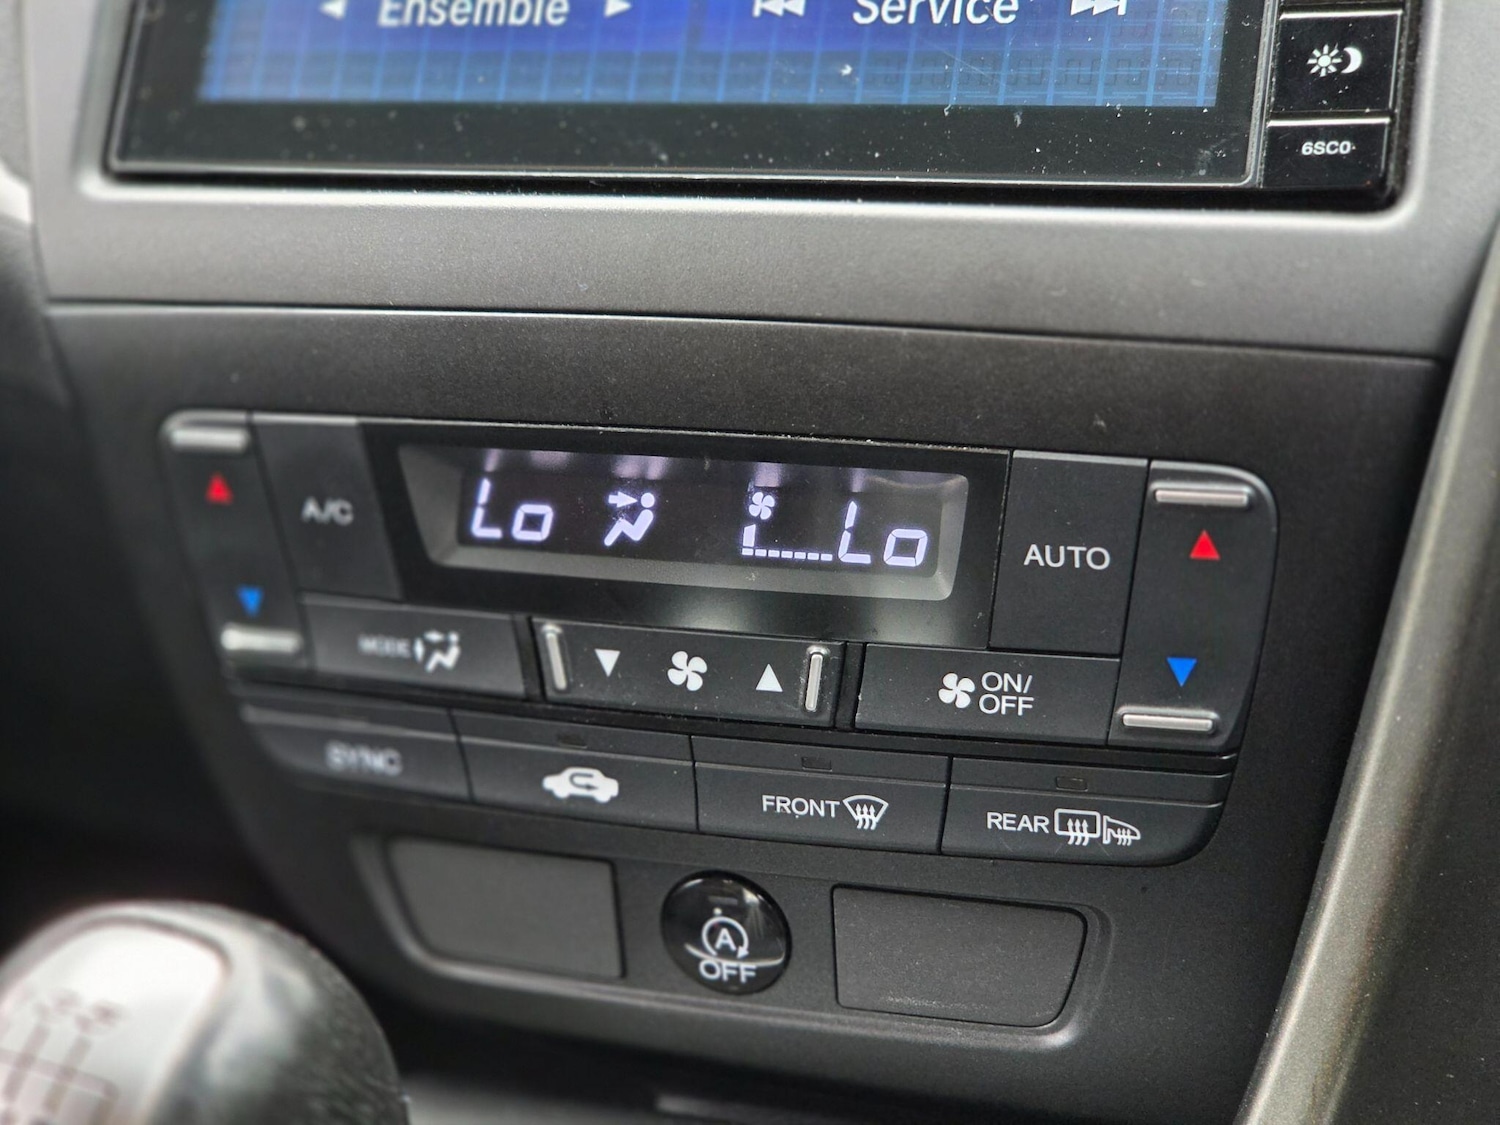 Ensemble Service
6SC0
Lo Lo
A/C
AUTO
MODE
ON/
OFF
SYNC
FRONT
REAR
A
OFF